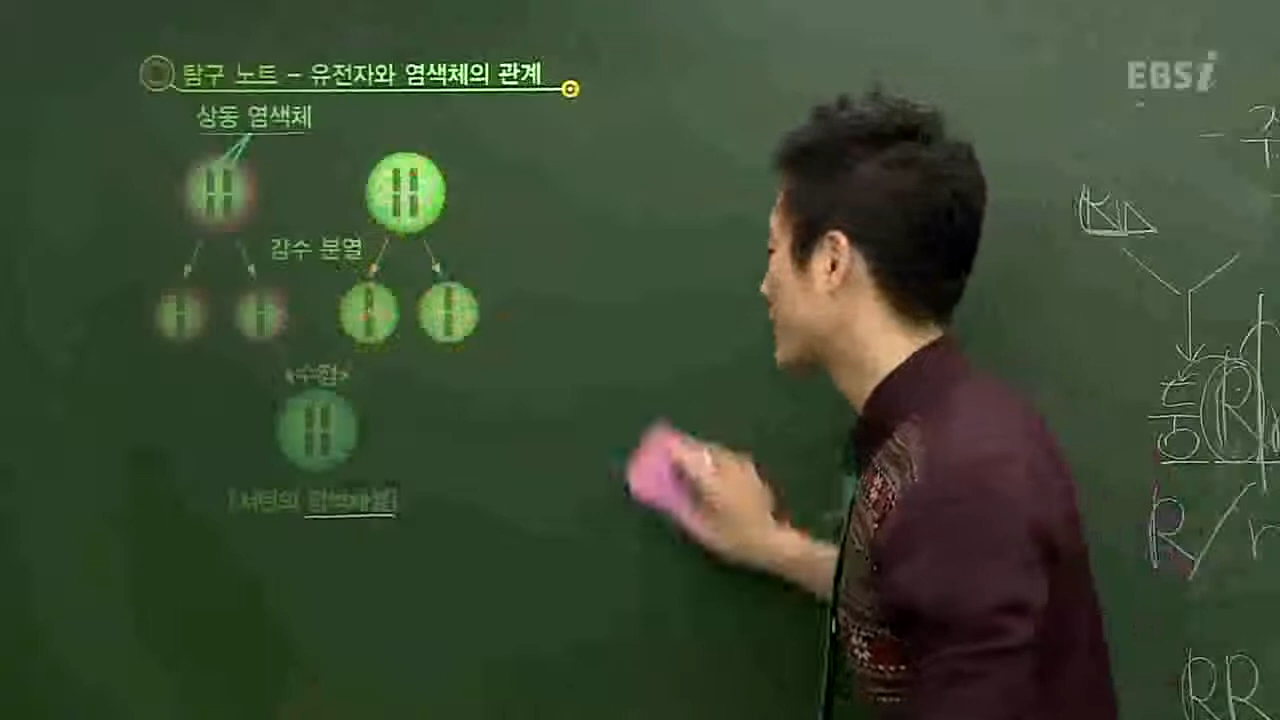 탐구 노트 - 유전자와 염색체의 관계
EBSi
상동 염색체
감수 분열
수정
[서턴의 염색체설]
R/r
RR